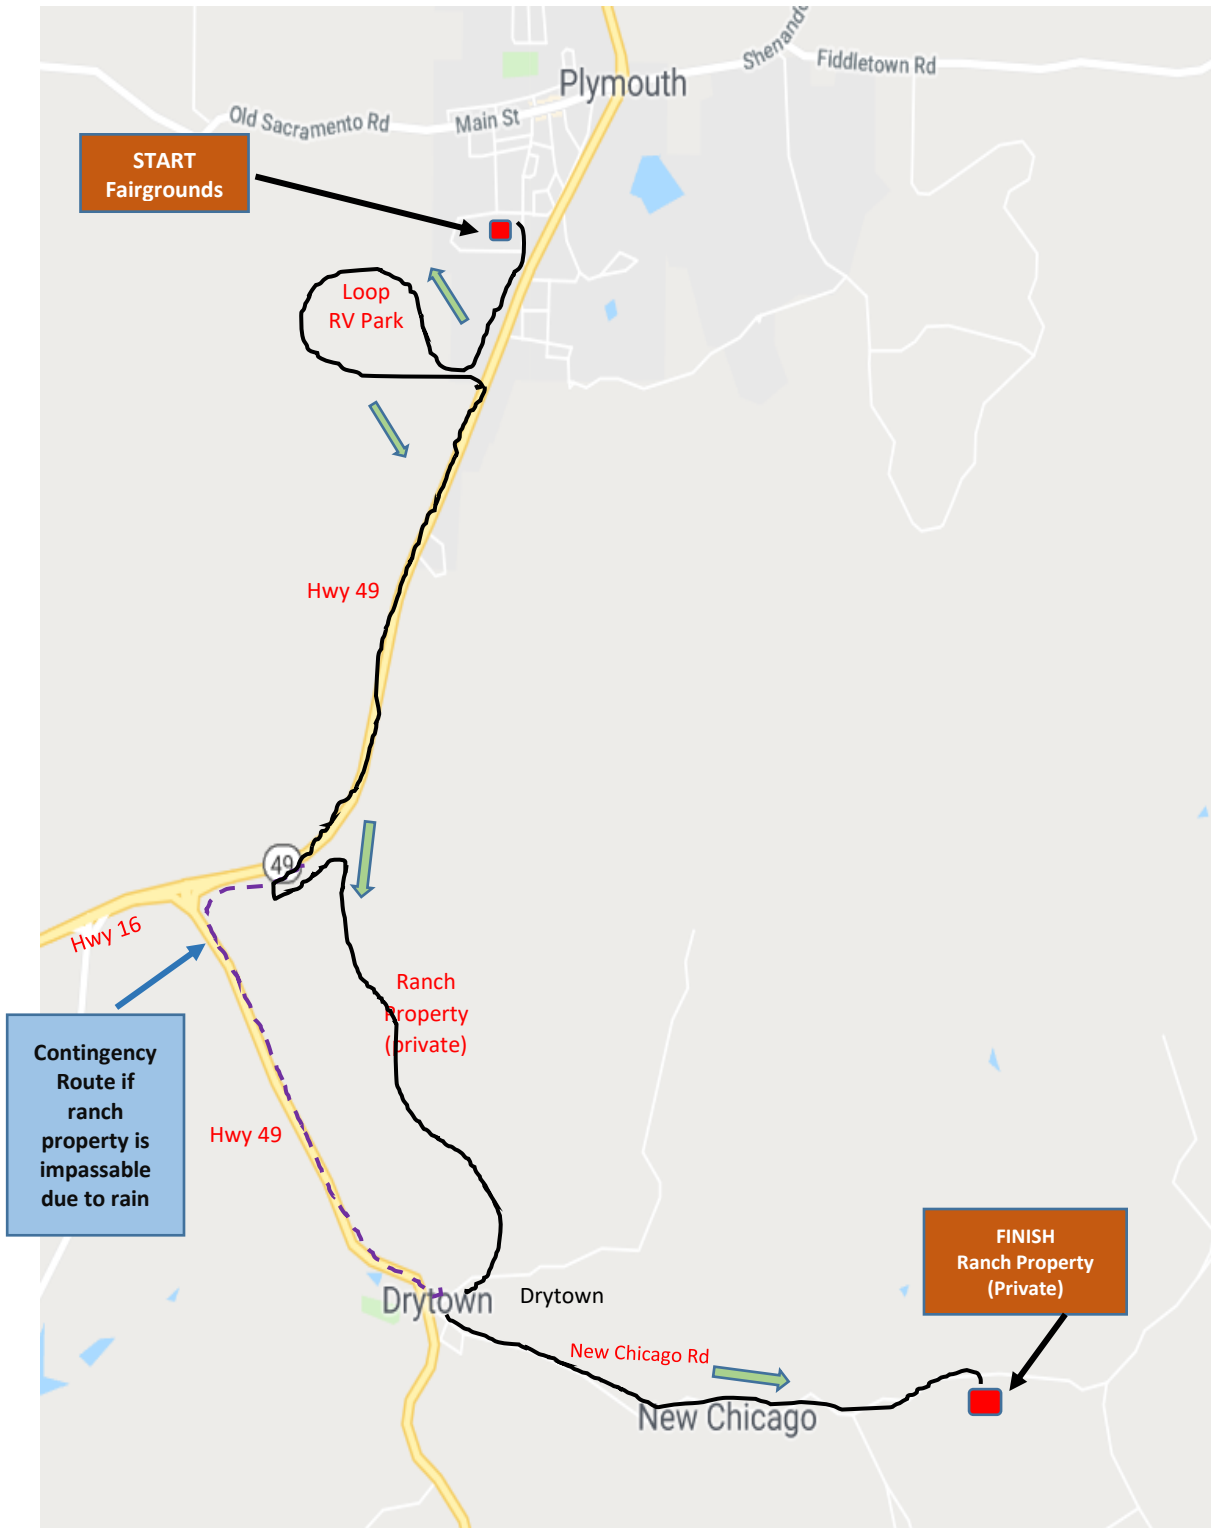 Plymouth
Shenando
Fiddletown Rd
Old Sacramento Rd
Main St
START
Fairgrounds
Loop
RV Park
Hwy 49
49
Hwy 16
Ranch
Property
(private)
Contingency
Route if
ranch
property is
impassable
due to rain
Hwy 49
FINISH
Ranch Property
(Private)
Drytown
Drytown
New Chicago Rd
New Chicago